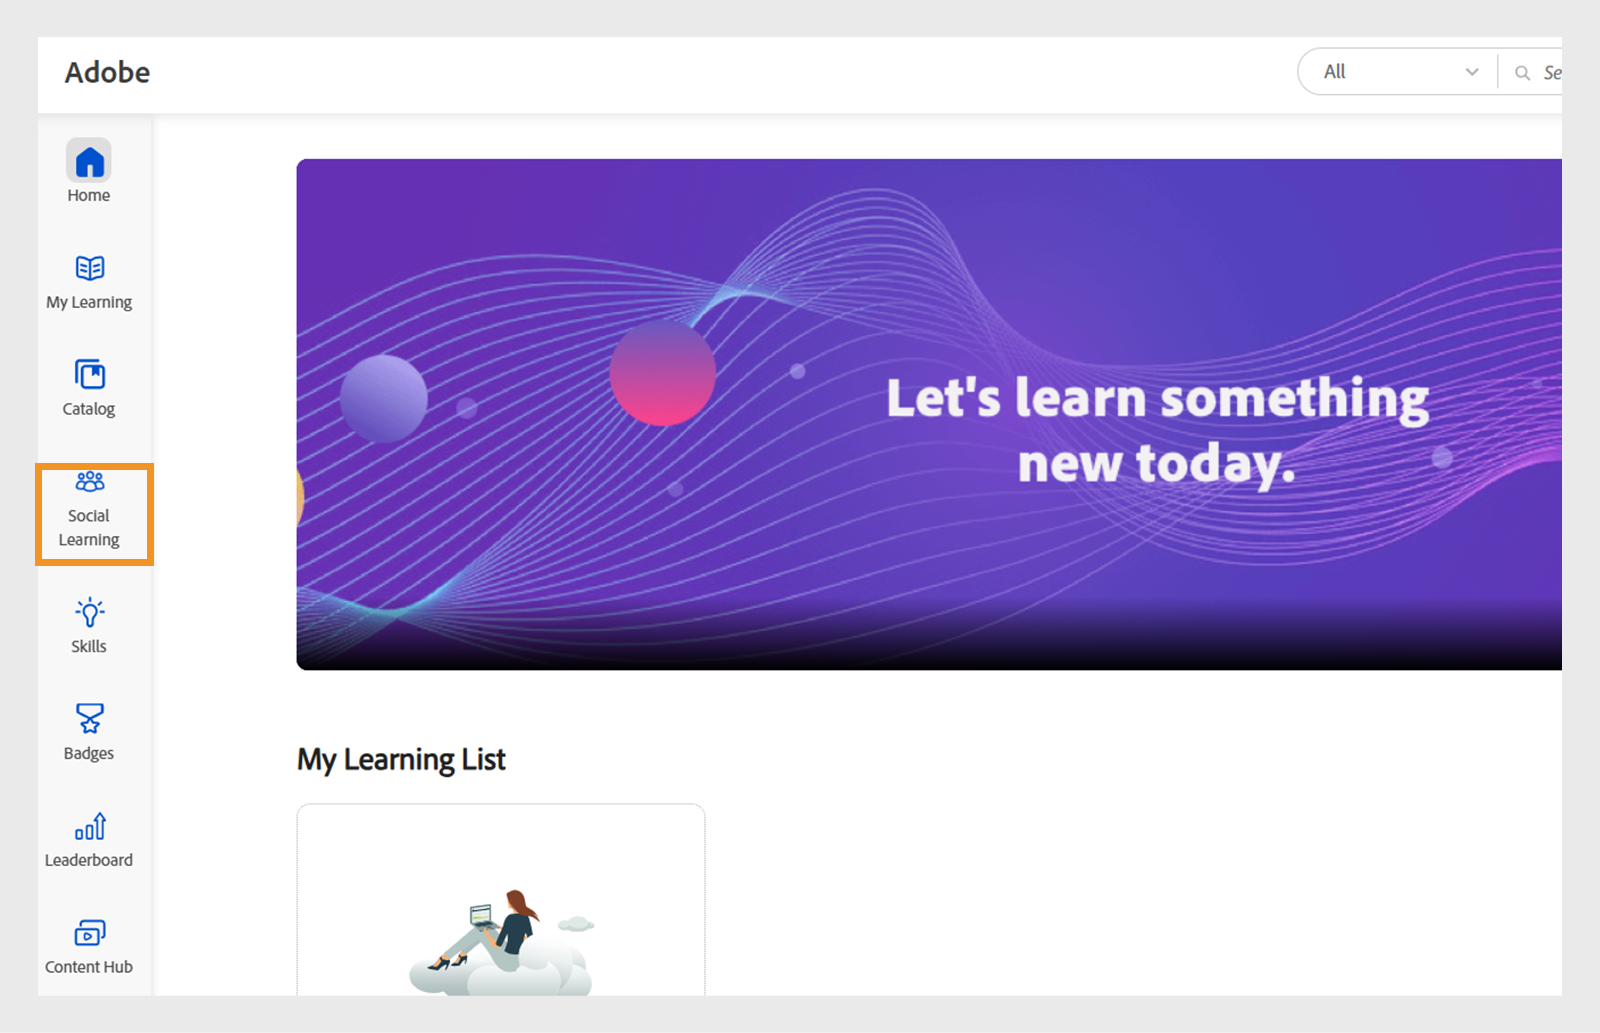 Adobe
All
Se
Home
My Learning
Catalog
Social
Learning
Skills
Badges
Leaderboard
Content Hub
Let's learn something
new today.
My Learning List